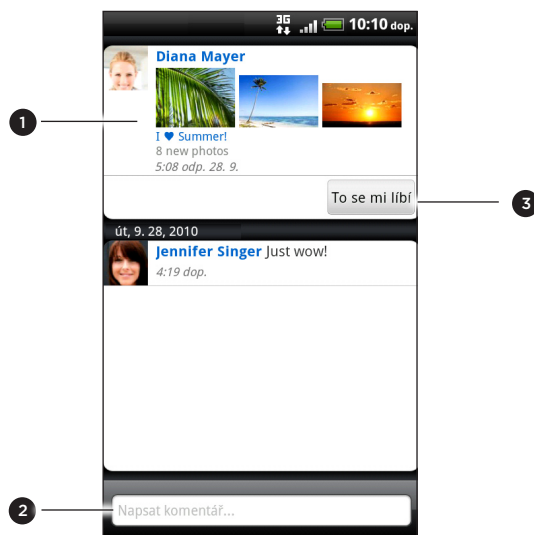 3G 10:10 dop.
Diana Mayer
I ♥ Summer!
8 new photos
5:08 odp. 28. 9.
1
To se mi líbí
3
út, 9. 28, 2010
Jennifer Singer Just wow!
4:19 dop.
2
Napsat komentář...